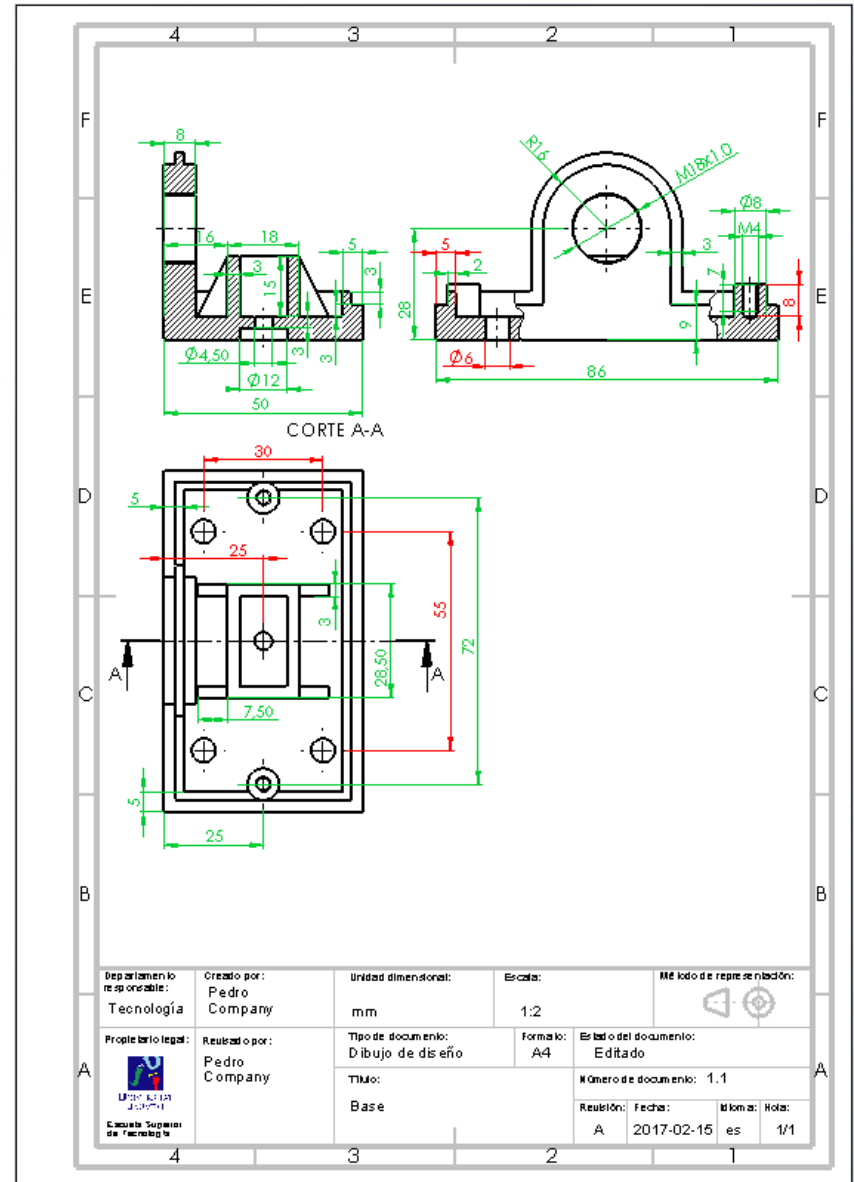 4 3 2 1
F F
8
R16
M18x1.0
Ø8
M4
16 18 5
5
3 3
2
3
7
15
E E
28
8
9
3
3
Ø4,50
Ø6
Ø12
86
50
CORTE A-A
30
D D
5
25
55
3
72
A A
28,50
C C
7,50
5
25
B B
Departamento responsable:
Tecnología
Creado por:
Pedro
Company
Unidad dimensional:
mm
Escala:
1:2
Método de representación:
Propietario legal:
Escuela Superior
de Tecnología
Revisado por:
Pedro
Company
Tipo de documento:
Dibujo de diseño
Formato:
A4
Estado del documento:
Editado
Título:
Base
Número de documento: 1.1
Revisión:
A
Fecha:
2017-02-15
Idioma:
es
Hoja:
1/1
A A
4 3 2 1